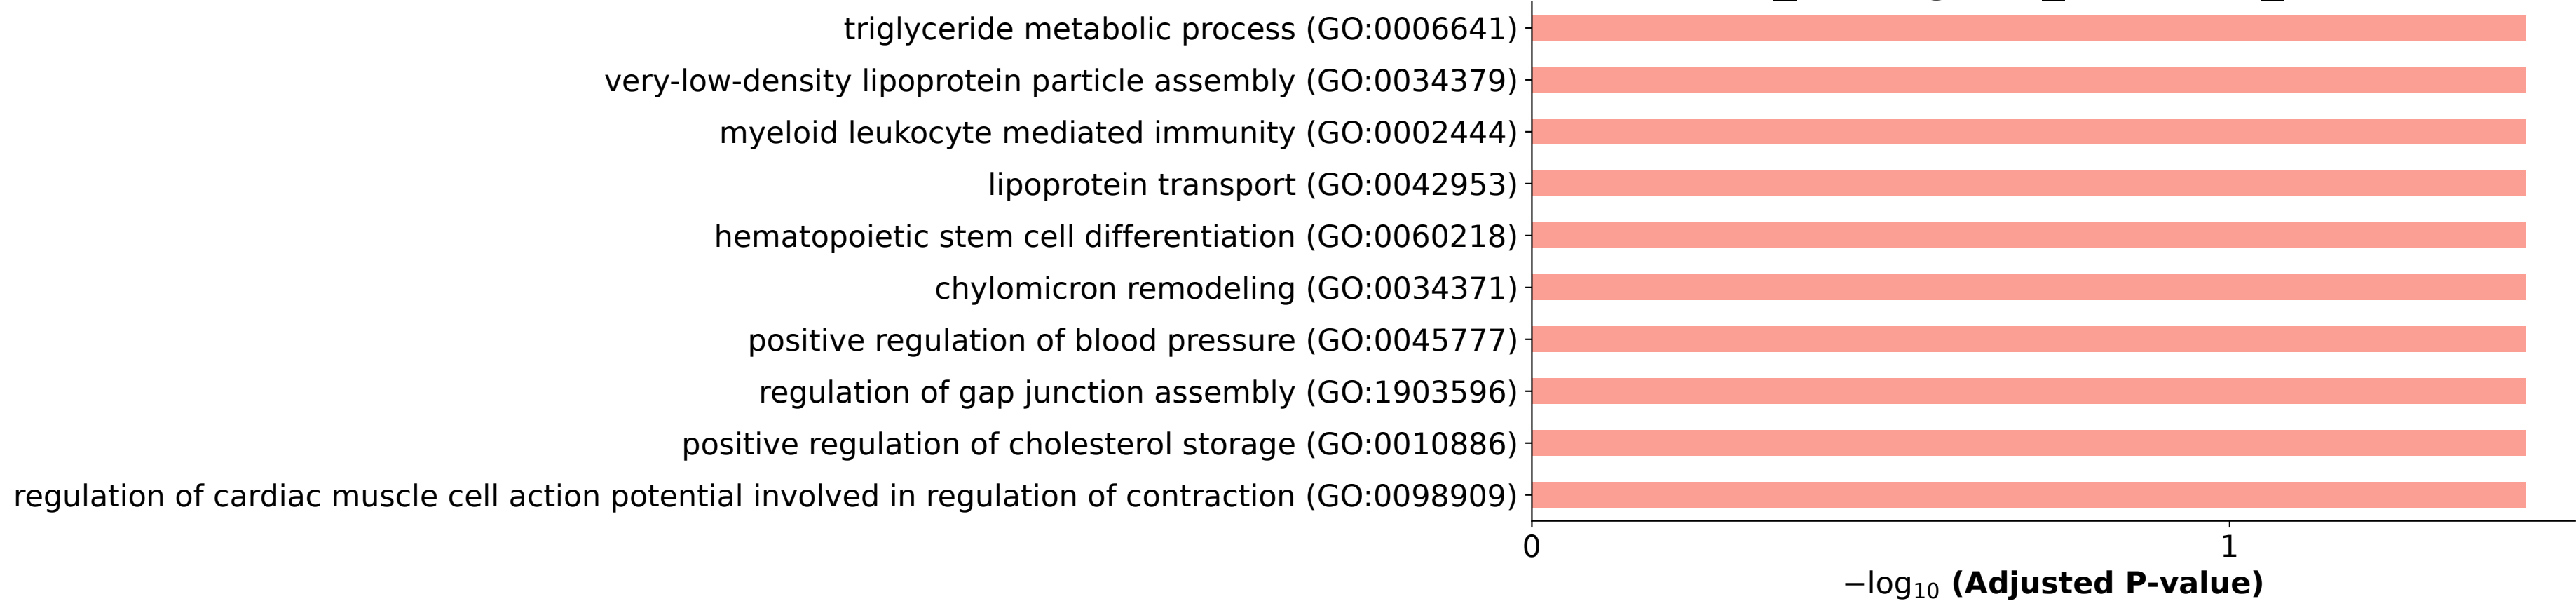 triglyceride metabolic process (GO:0006641)
very-low-density lipoprotein particle assembly (GO:0034379)
myeloid leukocyte mediated immunity (GO:0002444)
lipoprotein transport (GO:0042953)
hematopoietic stem cell differentiation (GO:0060218)
chylomicron remodeling (GO:0034371)
positive regulation of blood pressure (GO:0045777)
regulation of gap junction assembly (GO:1903596)
positive regulation of cholesterol storage (GO:0010886)
regulation of cardiac muscle cell action potential involved in regulation of contraction (GO:0098909)
0 1
−log₁₀ (Adjusted P-value)